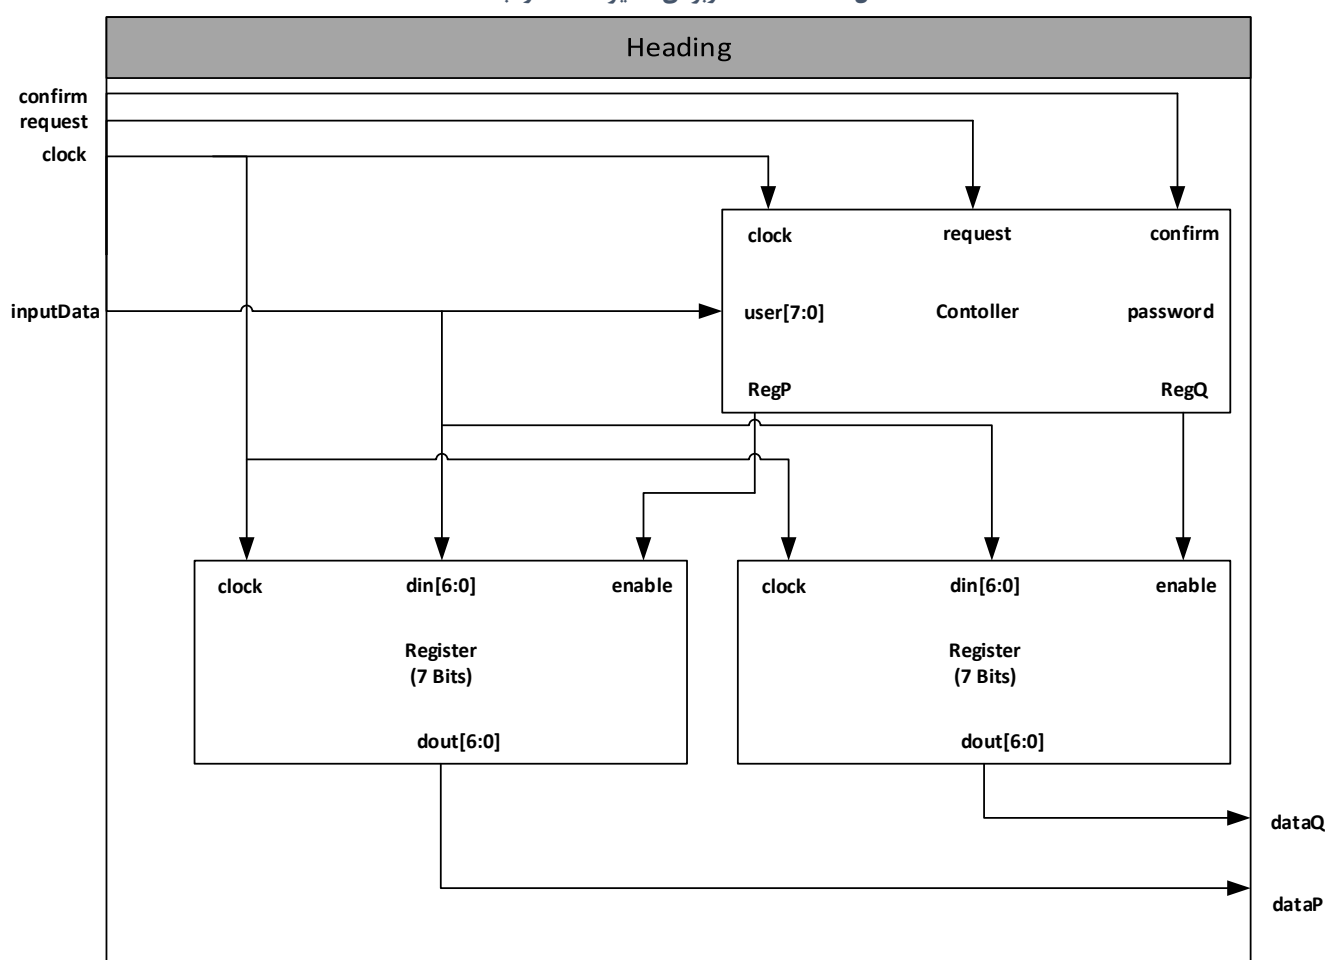 Heading
confirm
request
clock
clock request confirm
inputData
user[7:0] Contoller password
RegP RegQ
clock din[6:0] enable
clock din[6:0] enable
Register
(7 Bits)
Register
(7 Bits)
dout[6:0]
dout[6:0]
dataQ
dataP